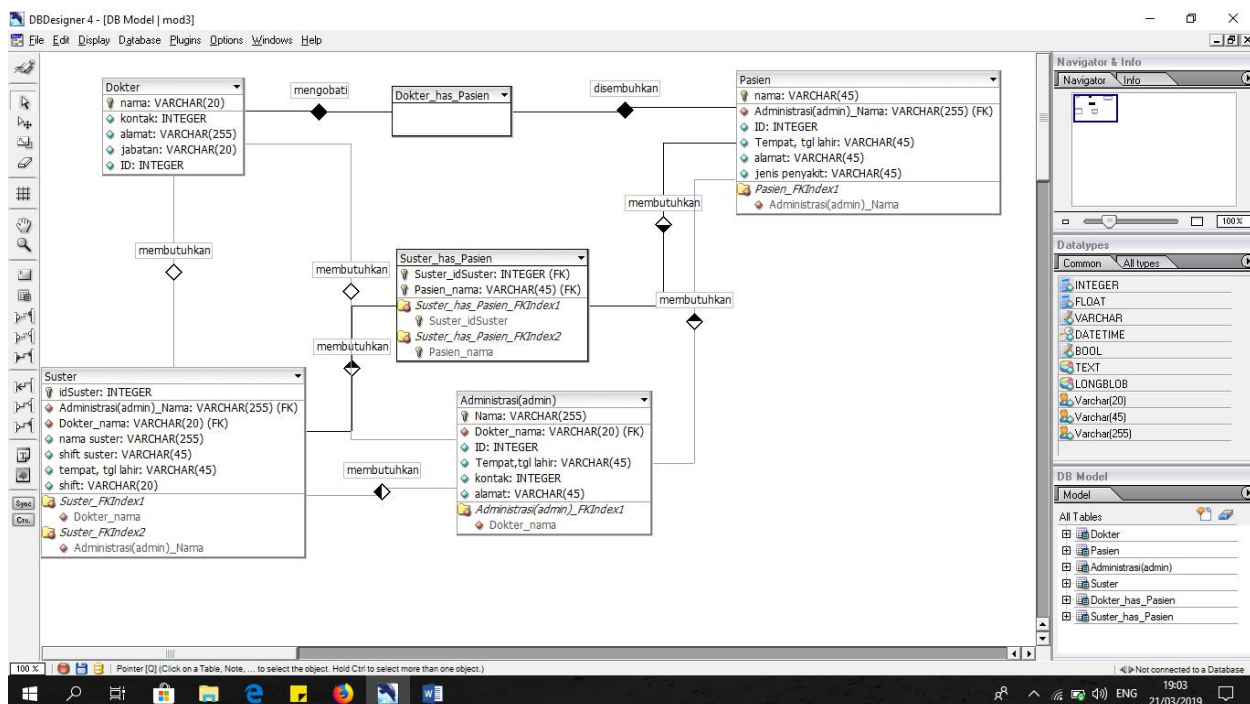 DBDesigner 4 - [DB Model | mod3]
File Edit Display Database Plugins Options Windows Help
Dokter
nama: VARCHAR(20)
kontak: INTEGER
alamat: VARCHAR(255)
jabatan: VARCHAR(20)
ID: INTEGER
mengobati
Dokter_has_Pasien
disembuhkan
Pasien
nama: VARCHAR(45)
Administrasi(admin)_Nama: VARCHAR(255) (FK)
ID: INTEGER
Tempat, tgl lahir: VARCHAR(45)
alamat: VARCHAR(45)
jenis penyakit: VARCHAR(45)
Pasien_FKIndex1
Administrasi(admin)_Nama
membutuhkan
membutuhkan
membutuhkan
membutuhkan
membutuhkan
membutuhkan
Suster_has_Pasien
Suster_idSuster: INTEGER (FK)
Pasien_nama: VARCHAR(45) (FK)
Suster_has_Pasien_FKIndex1
Suster_idSuster
Suster_has_Pasien_FKIndex2
Pasien_nama
Suster
idSuster: INTEGER
Administrasi(admin)_Nama: VARCHAR(255) (FK)
Dokter_nama: VARCHAR(20) (FK)
nama suster: VARCHAR(255)
shift suster: VARCHAR(45)
tempat, tgl lahir: VARCHAR(45)
shift: VARCHAR(20)
Suster_FKIndex1
Dokter_nama
Suster_FKIndex2
Administrasi(admin)_Nama
Administrasi(admin)
Nama: VARCHAR(255)
Dokter_nama: VARCHAR(20) (FK)
ID: INTEGER
Tempat,tgl lahir: VARCHAR(45)
kontak: INTEGER
alamat: VARCHAR(45)
Administrasi(admin)_FKIndex1
Dokter_nama
Navigator & Info
Navigator Info
100%
Datatypes
Common All types
INTEGER
FLOAT
VARCHAR
DATETIME
BOOL
TEXT
LONGBLOB
Varchar(20)
Varchar(45)
Varchar(255)
DB Model
Model
All Tables
Dokter
Pasien
Administrasi(admin)
Suster
Dokter_has_Pasien
Suster_has_Pasien
Sync
100 % Pointer [Q] (Click on a Table, Note, ... to select the object. Hold Ctrl to select more than one object.) Not connected to a Database
ENG
19:03
21/03/2019